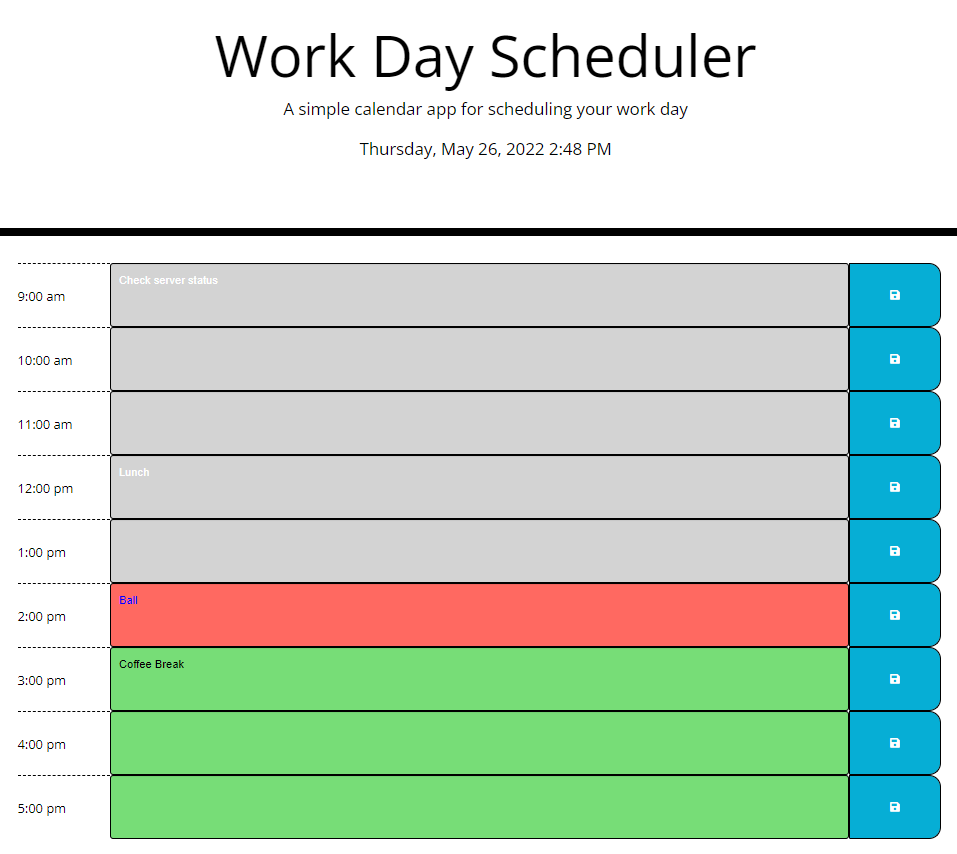 Work Day Scheduler
A simple calendar app for scheduling your work day
Thursday, May 26, 2022 2:48 PM
9:00 am Check server status
10:00 am
11:00 am
12:00 pm Lunch
1:00 pm
2:00 pm Ball
3:00 pm Coffee Break
4:00 pm
5:00 pm